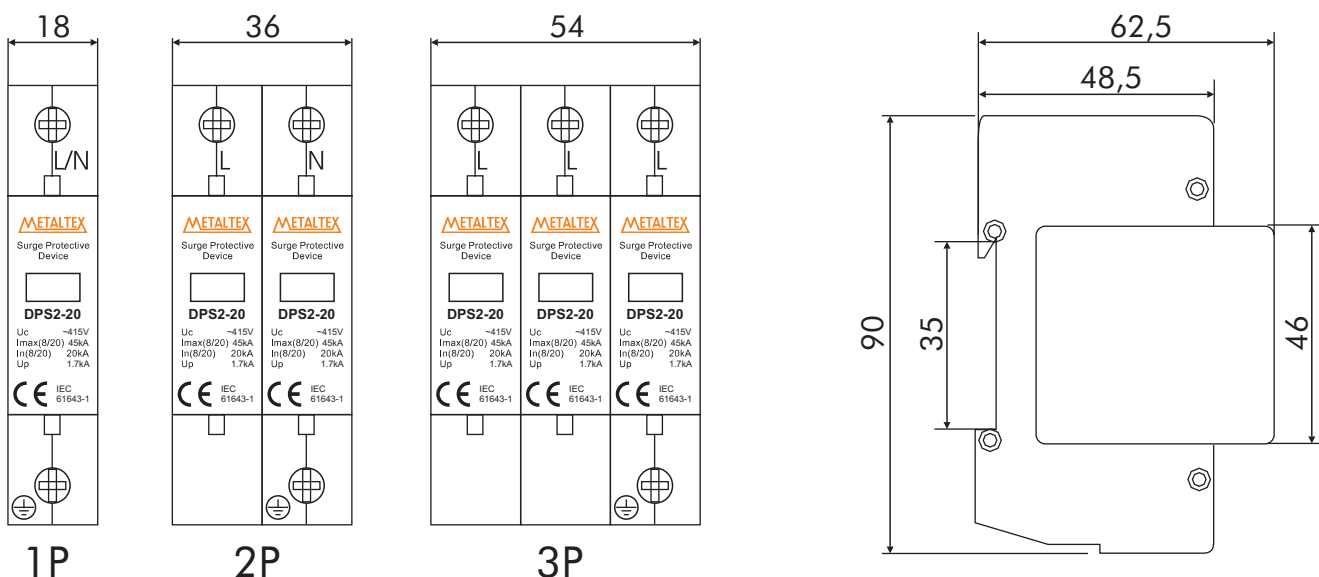 18
36
54
62,5
48,5
L/N
L
N
L
L
L
METALTEX
Surge Protective
Device
DPS2-20
Uc ~415V
Imax(8/20) 45kA
In(8/20) 20kA
Up 1.7kA
CE IEC
61643-1
METALTEX
Surge Protective
Device
DPS2-20
Uc ~415V
Imax(8/20) 45kA
In(8/20) 20kA
Up 1.7kA
CE IEC
61643-1
METALTEX
Surge Protective
Device
DPS2-20
Uc ~415V
Imax(8/20) 45kA
In(8/20) 20kA
Up 1.7kA
CE IEC
61643-1
METALTEX
Surge Protective
Device
DPS2-20
Uc ~415V
Imax(8/20) 45kA
In(8/20) 20kA
Up 1.7kA
CE IEC
61643-1
METALTEX
Surge Protective
Device
DPS2-20
Uc ~415V
Imax(8/20) 45kA
In(8/20) 20kA
Up 1.7kA
CE IEC
61643-1
METALTEX
Surge Protective
Device
DPS2-20
Uc ~415V
Imax(8/20) 45kA
In(8/20) 20kA
Up 1.7kA
CE IEC
61643-1
90
35
46
1P
2P
3P